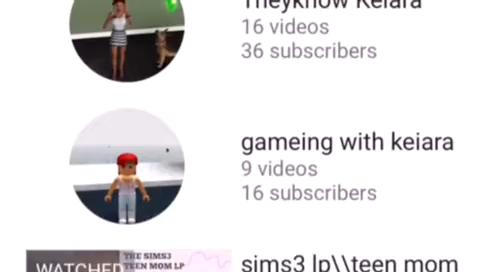 Theyknow Keiara
16 videos
36 subscribers
gameing with keiara
9 videos
16 subscribers
WATCHED
THE SIMS3
TEEN MOM LP
sims3 lp\\teen mom